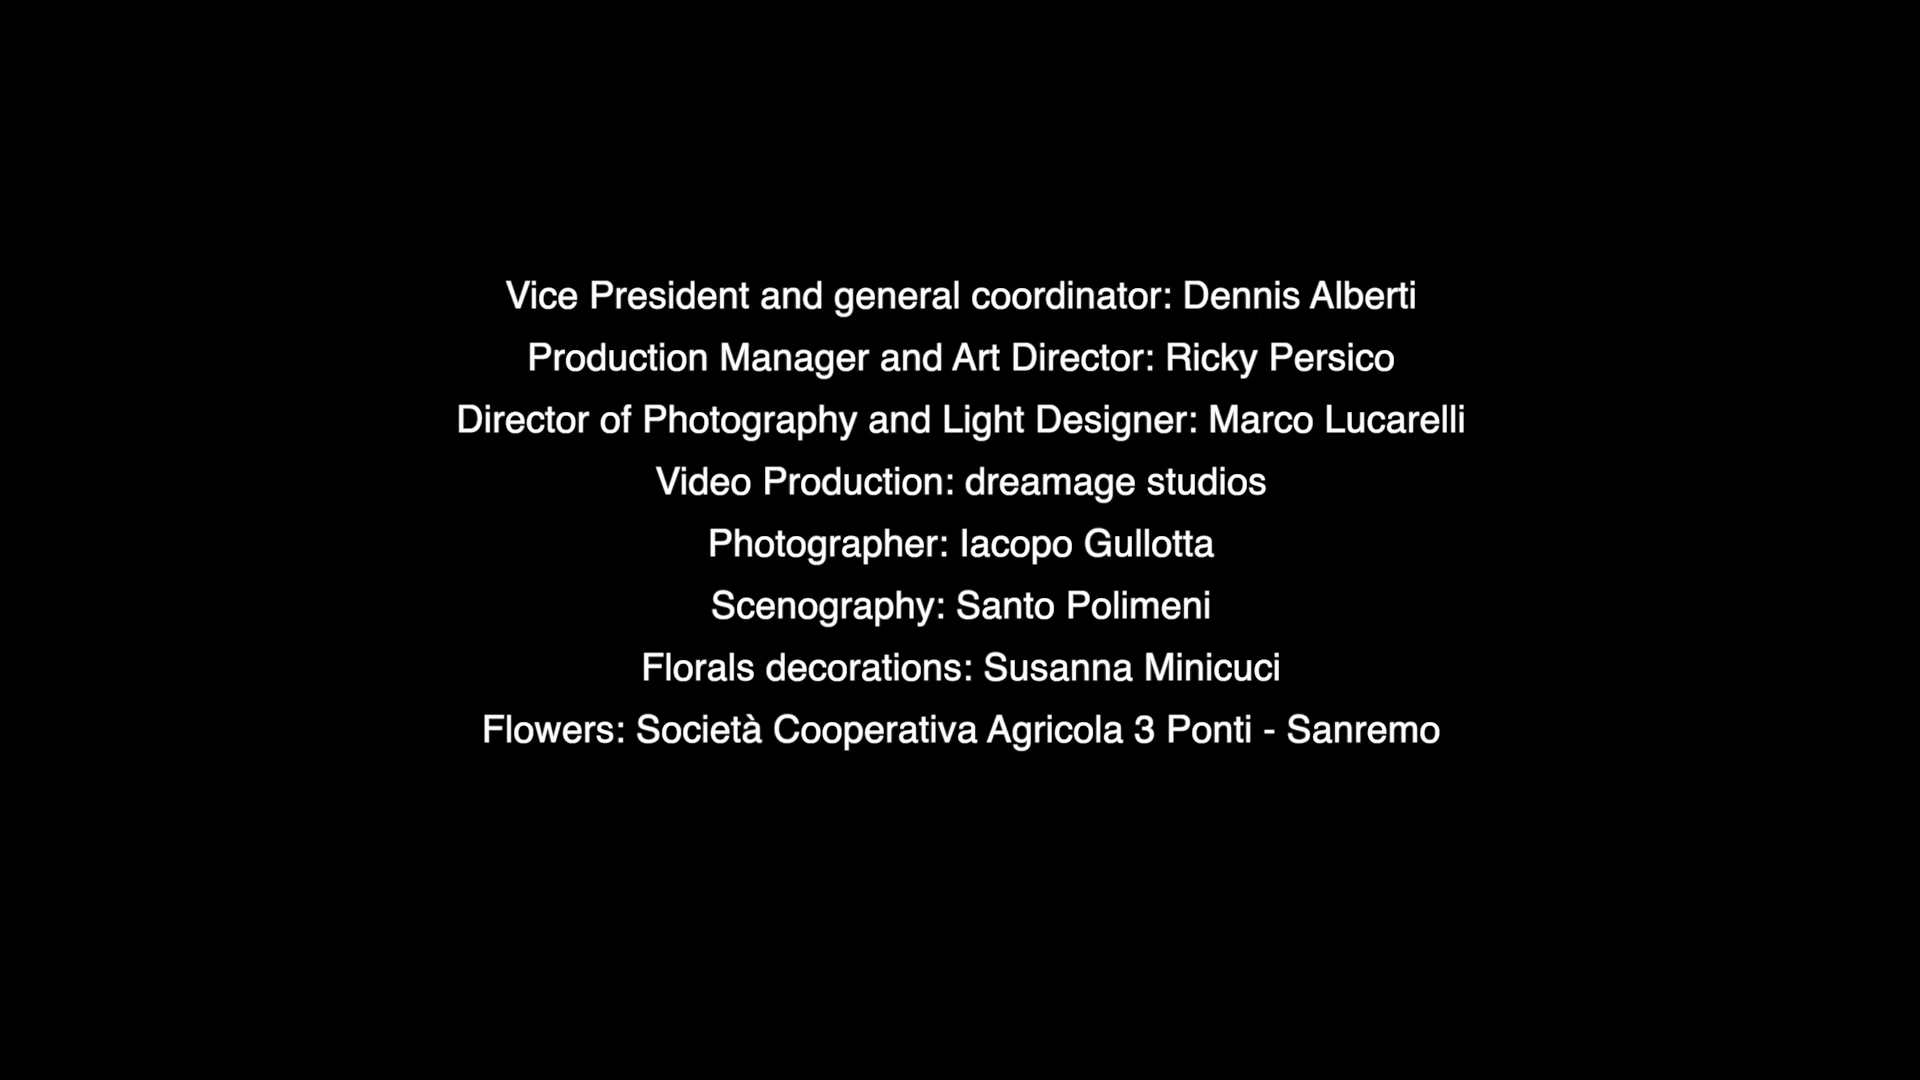 Vice President and general coordinator: Dennis Alberti
Production Manager and Art Director: Ricky Persico
Director of Photography and Light Designer: Marco Lucarelli
Video Production: dreamage studios
Photographer: Iacopo Gullotta
Scenography: Santo Polimeni
Florals decorations: Susanna Minicuci
Flowers: Società Cooperativa Agricola 3 Ponti - Sanremo